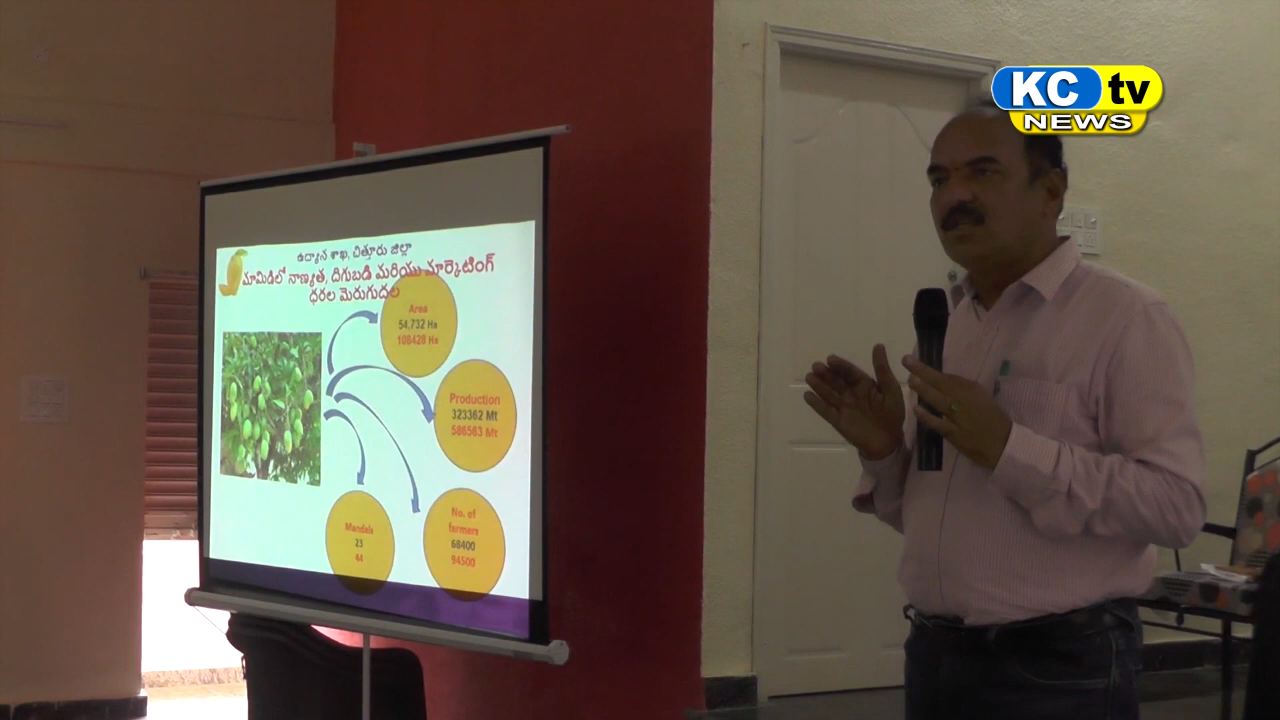 KC tv
NEWS
ఉద్యాన శాఖ, చిత్తూరు జిల్లా
మామిడిలో నాణ్యత, దిగుబడి మరియు మార్కెటింగ్
ధరల మెరుగుదల
Area
54,732 Ha
108428 Ha
Production
323362 Mt
586563 Mt
Mandals
23
44
No. of
farmers
68400
94500